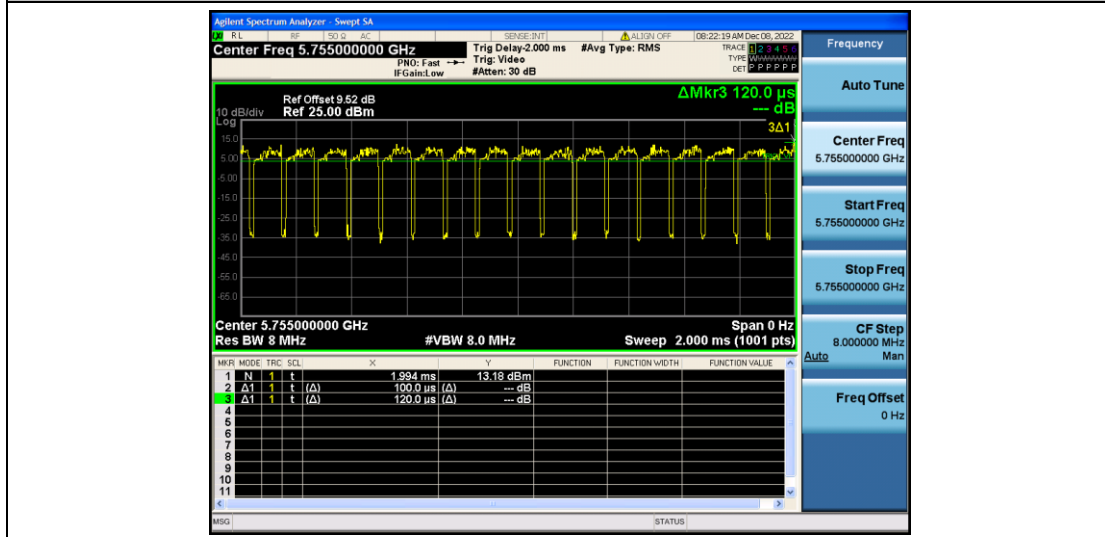 Agilent Spectrum Analyzer - Swept SA
RL RF 50 Ω AC SENSE:INT ALIGN OFF 08:22:19 AM Dec 08, 2022
Center Freq 5.755000000 GHz Trig Delay-2.000 ms #Avg Type: RMS TRACE 1 2 3 4 5 6
PNO: Fast Trig: Video TYPE
IFGain:Low #Atten: 30 dB DET P P P P P P
Frequency
ΔMkr3 120.0 µs
--- dB
Ref Offset 9.52 dB
10 dB/div Ref 25.00 dBm
Log
3Δ1
15.0
5.00
-5.00
-15.0
-25.0
-35.0
-45.0
-55.0
-65.0
Center 5.755000000 GHz Span 0 Hz
Res BW 8 MHz #VBW 8.0 MHz Sweep 2.000 ms (1001 pts)
MKR MODE TRC SCL X Y FUNCTION FUNCTION WIDTH FUNCTION VALUE
1 N 1 t 1.994 ms 13.18 dBm
2 Δ1 1 t (Δ) 100.0 µs (Δ) --- dB
3 Δ1 1 t (Δ) 120.0 µs (Δ) --- dB
4
5
6
7
8
9
10
11
MSG STATUS
Auto Tune
Center Freq
5.755000000 GHz
Start Freq
5.755000000 GHz
Stop Freq
5.755000000 GHz
CF Step
8.000000 MHz
Auto Man
Freq Offset
0 Hz